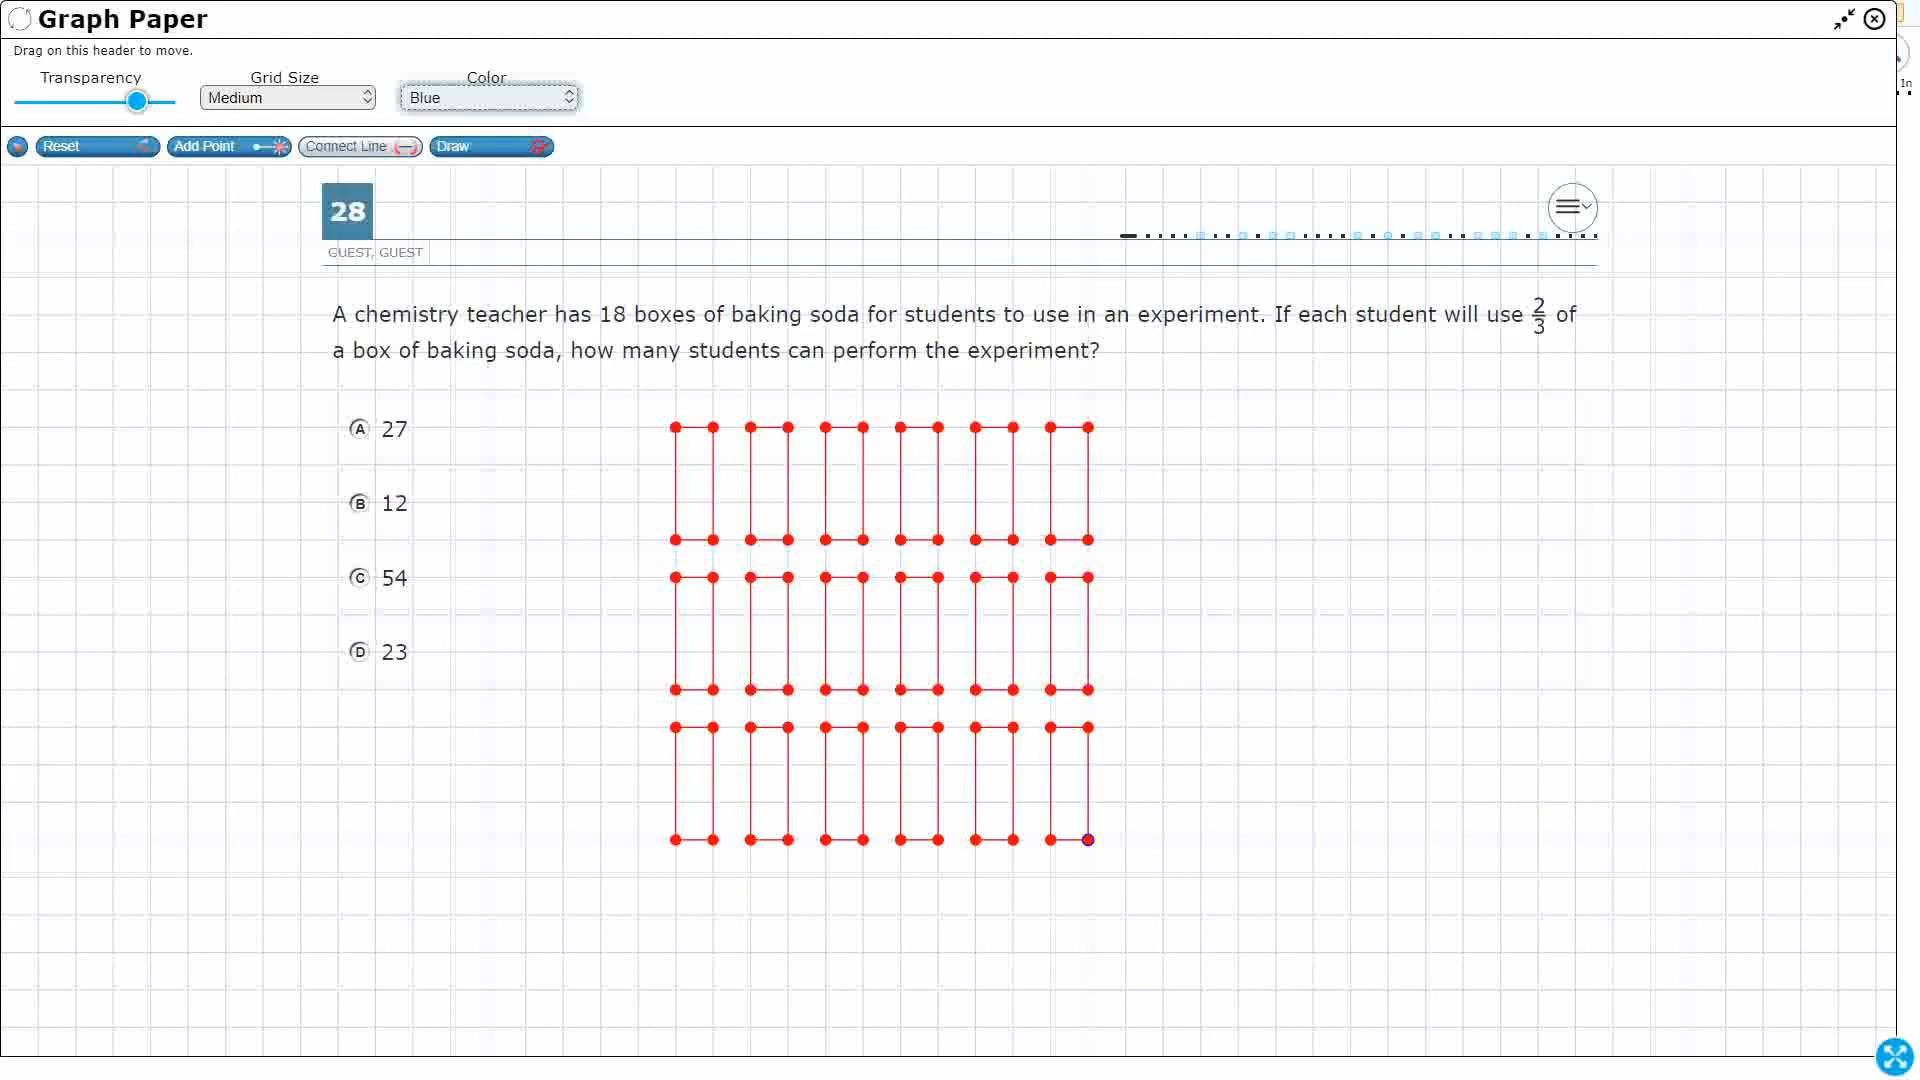 Graph Paper
Drag on this header to move.
Transparency
Grid Size
Color
Medium
Blue
Reset
Add Point
Connect Line
Draw
1n
28
GUEST, GUEST
A chemistry teacher has 18 boxes of baking soda for students to use in an experiment. If each student will use 2/3 of
a box of baking soda, how many students can perform the experiment?
A 27
B 12
C 54
D 23